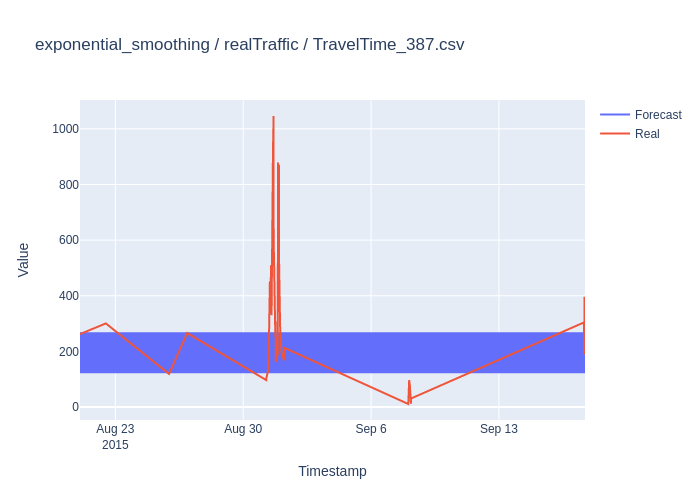 exponential_smoothing / realTraffic / TravelTime_387.csv
Forecast
Real
Value
1000
800
600
400
200
0
Aug 23
2015
Aug 30
Sep 6
Sep 13
Timestamp